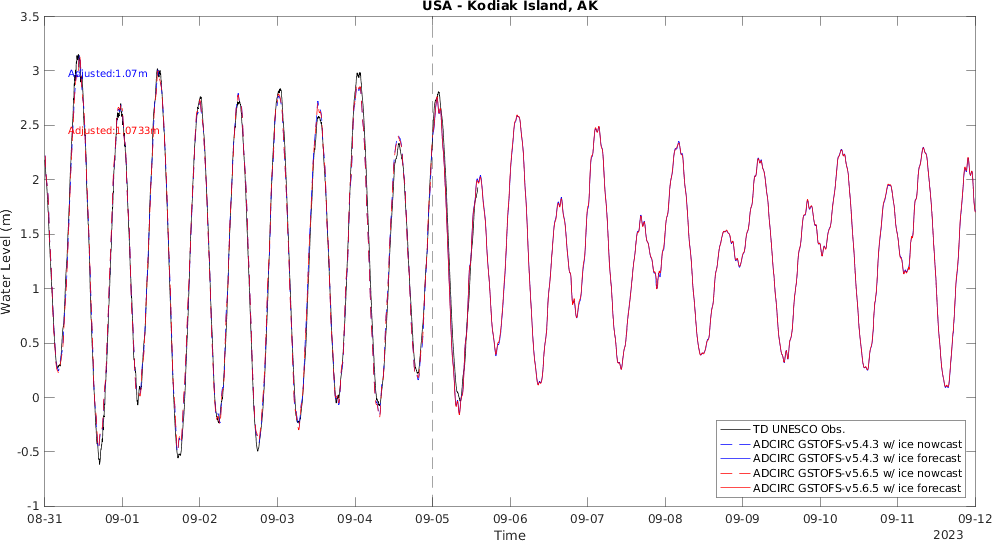 USA - Kodiak Island, AK
3.5
3
2.5
2
1.5
1
0.5
0
-0.5
-1
Water Level (m)
Adjusted:1.07m
Adjusted:1.0733m
TD UNESCO Obs.
ADCIRC GSTOFS-v5.4.3 w/ ice nowcast
ADCIRC GSTOFS-v5.4.3 w/ ice forecast
ADCIRC GSTOFS-v5.6.5 w/ ice nowcast
ADCIRC GSTOFS-v5.6.5 w/ ice forecast
08-31 09-01 09-02 09-03 09-04 09-05 09-06 09-07 09-08 09-09 09-10 09-11 09-12
Time
2023